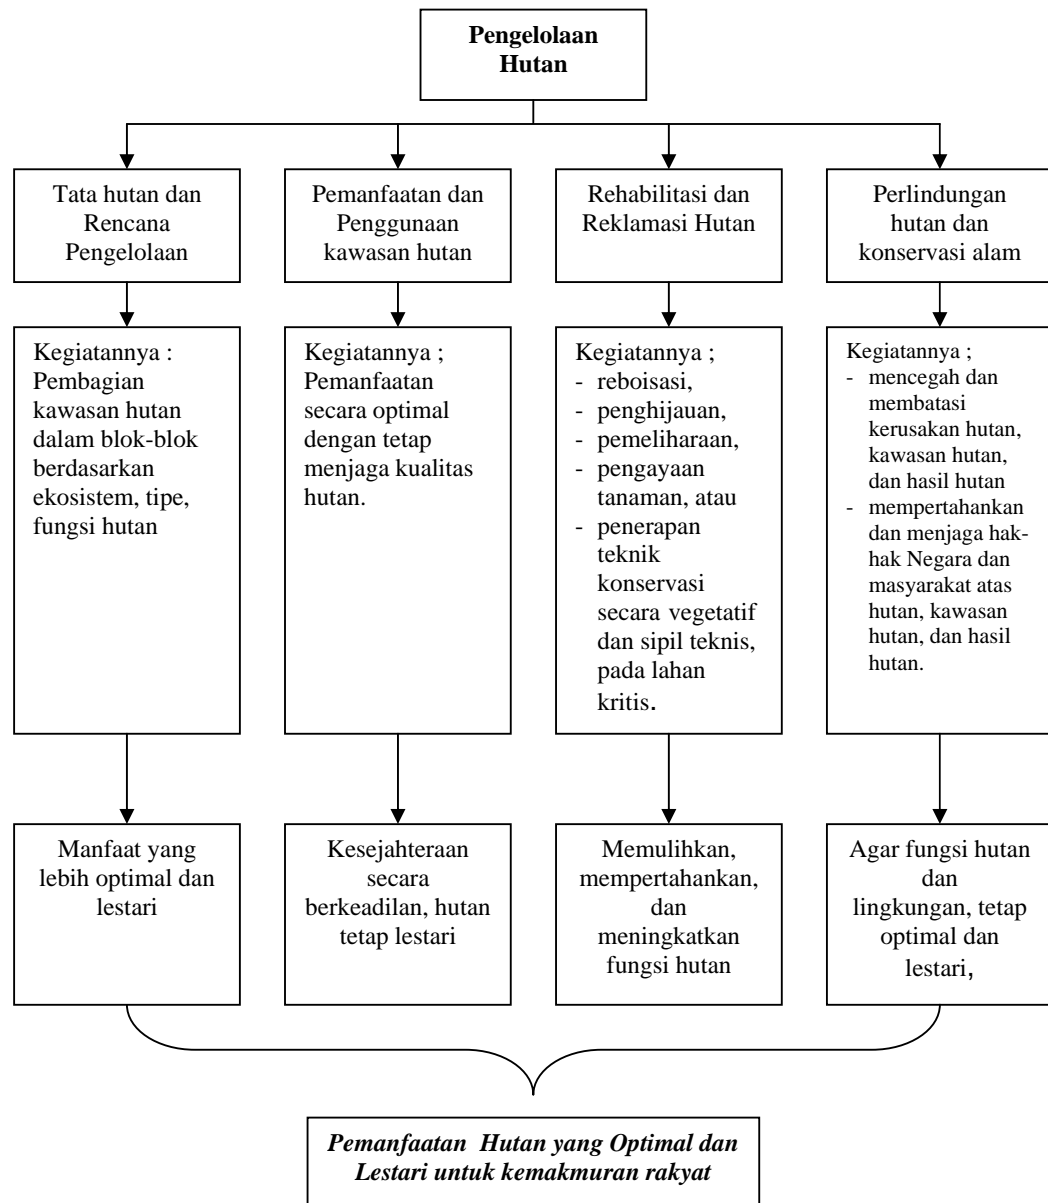 Pengelolaan
Hutan
Tata hutan dan
Rencana
Pengelolaan
Pemanfaatan dan
Penggunaan
kawasan hutan
Rehabilitasi dan
Reklamasi Hutan
Perlindungan
hutan dan
konservasi alam
Kegiatannya :
Pembagian
kawasan hutan
dalam blok-blok
berdasarkan
ekosistem, tipe,
fungsi hutan
Kegiatannya ;
Pemanfaatan
secara optimal
dengan tetap
menjaga kualitas
hutan.
Kegiatannya ;
- reboisasi,
- penghijauan,
- pemeliharaan,
- pengayaan
tanaman, atau
- penerapan
teknik
konservasi
secara vegetatif
dan sipil teknis,
pada lahan
kritis.
Kegiatannya ;
- mencegah dan
membatasi
kerusakan hutan,
kawasan hutan,
dan hasil hutan
- mempertahankan
dan menjaga hak-
hak Negara dan
masyarakat atas
hutan, kawasan
hutan, dan hasil
hutan.
Manfaat yang
lebih optimal dan
lestari
Kesejahteraan
secara
berkeadilan, hutan
tetap lestari
Memulihkan,
mempertahankan,
dan
meningkatkan
fungsi hutan
Agar fungsi hutan
dan
lingkungan, tetap
optimal dan
lestari,
Pemanfaatan Hutan yang Optimal dan
Lestari untuk kemakmuran rakyat